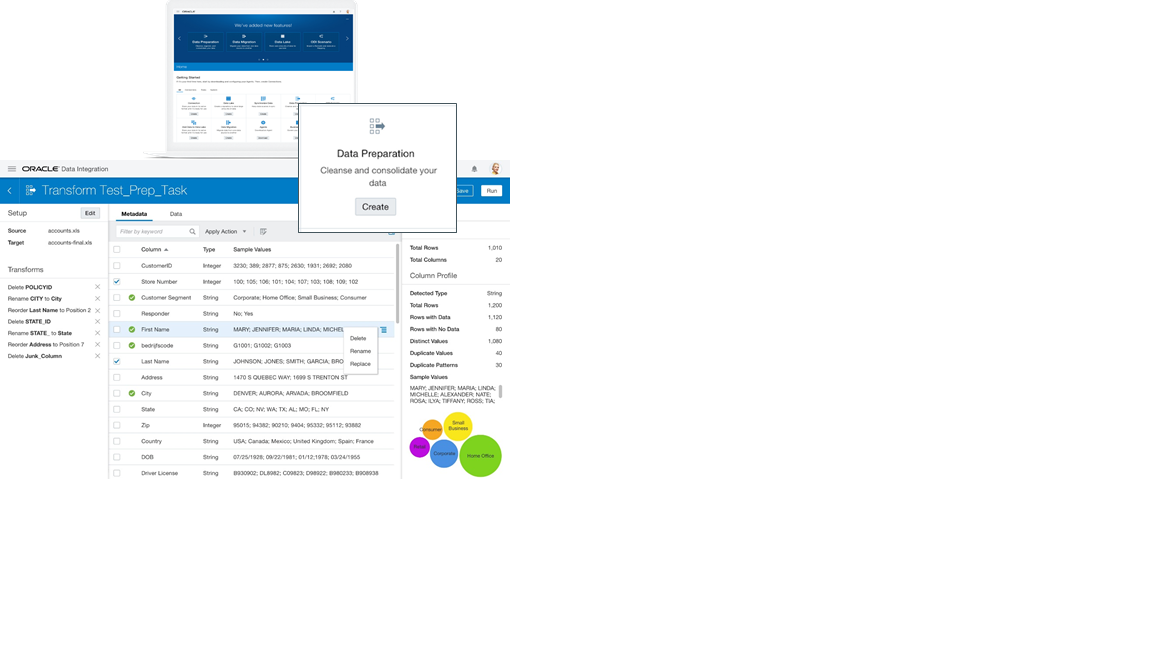 ORACLE
We've added new features!
Data Preparation
Data Migration
Data Lake
ODI Scenario
Getting Started
Data Preparation
Cleanse and consolidate your
data
Create
ORACLE Data Integration
Transform Test_Prep_Task
Save
Run
Setup
Edit
Source accounts.xls
Target accounts-final.xls
Transforms
Delete POLICYID
Rename CITY to City
Reorder Last Name to Position 2
Delete STATE_ID
Rename STATE_ to State
Reorder Address to Position 7
Delete Junk_Column
Metadata Data
Filter by keyword Apply Action
Column Type Sample Values
CustomerID Integer 3230; 389; 2877; 875; 2630; 1931; 2692; 2080
Store Number Integer 100; 105; 106; 101; 104; 107; 103; 108; 109; 102
Customer Segment String Corporate; Home Office; Small Business; Consumer
Responder String No; Yes
First Name String MARY; JENNIFER; MARIA; LINDA; MICHEL
bedrijfscode String G1001; G1002; G1003
Last Name String JOHNSON; JONES; SMITH; GARCIA; BRO
Address String 1470 S QUEBEC WAY; 1699 S TRENTON ST
City String DENVER; AURORA; ARVADA; BROOMFIELD
State String CA; CO; NV; WA; TX; AL; MO; FL; NY
Zip Integer 95015; 94382; 90210; 9404; 95332; 95112; 93882
Country String USA; Canada; Mexico; United Kingdom; Spain; France
DOB String 07/25/1928; 09/22/1981; 01/12;1978; 03/24/1955
Driver License String B930902; DL8982; C09823; D98922; B980233; B908938
Delete
Rename
Replace
Total Rows 1,010
Total Columns 20
Column Profile
Detected Type String
Total Rows 1,200
Rows with Data 1,120
Rows with No Data 80
Distinct Values 1,080
Duplicate Values 40
Duplicate Patterns 30
Sample Values
MARY; JENNIFER; MARIA; LINDA;
MICHELLE; ALEXANDER; NATE;
ROSA; ILYA; TIFFANY; ROSS; TIA;
Consumer
Small
Business
Corporate
Home Office